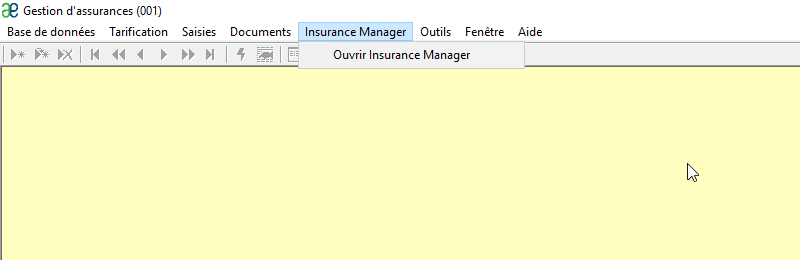 Gestion d'assurances (001)
Base de données Tarification Saisies Documents Insurance Manager Outils Fenêtre Aide
Ouvrir Insurance Manager